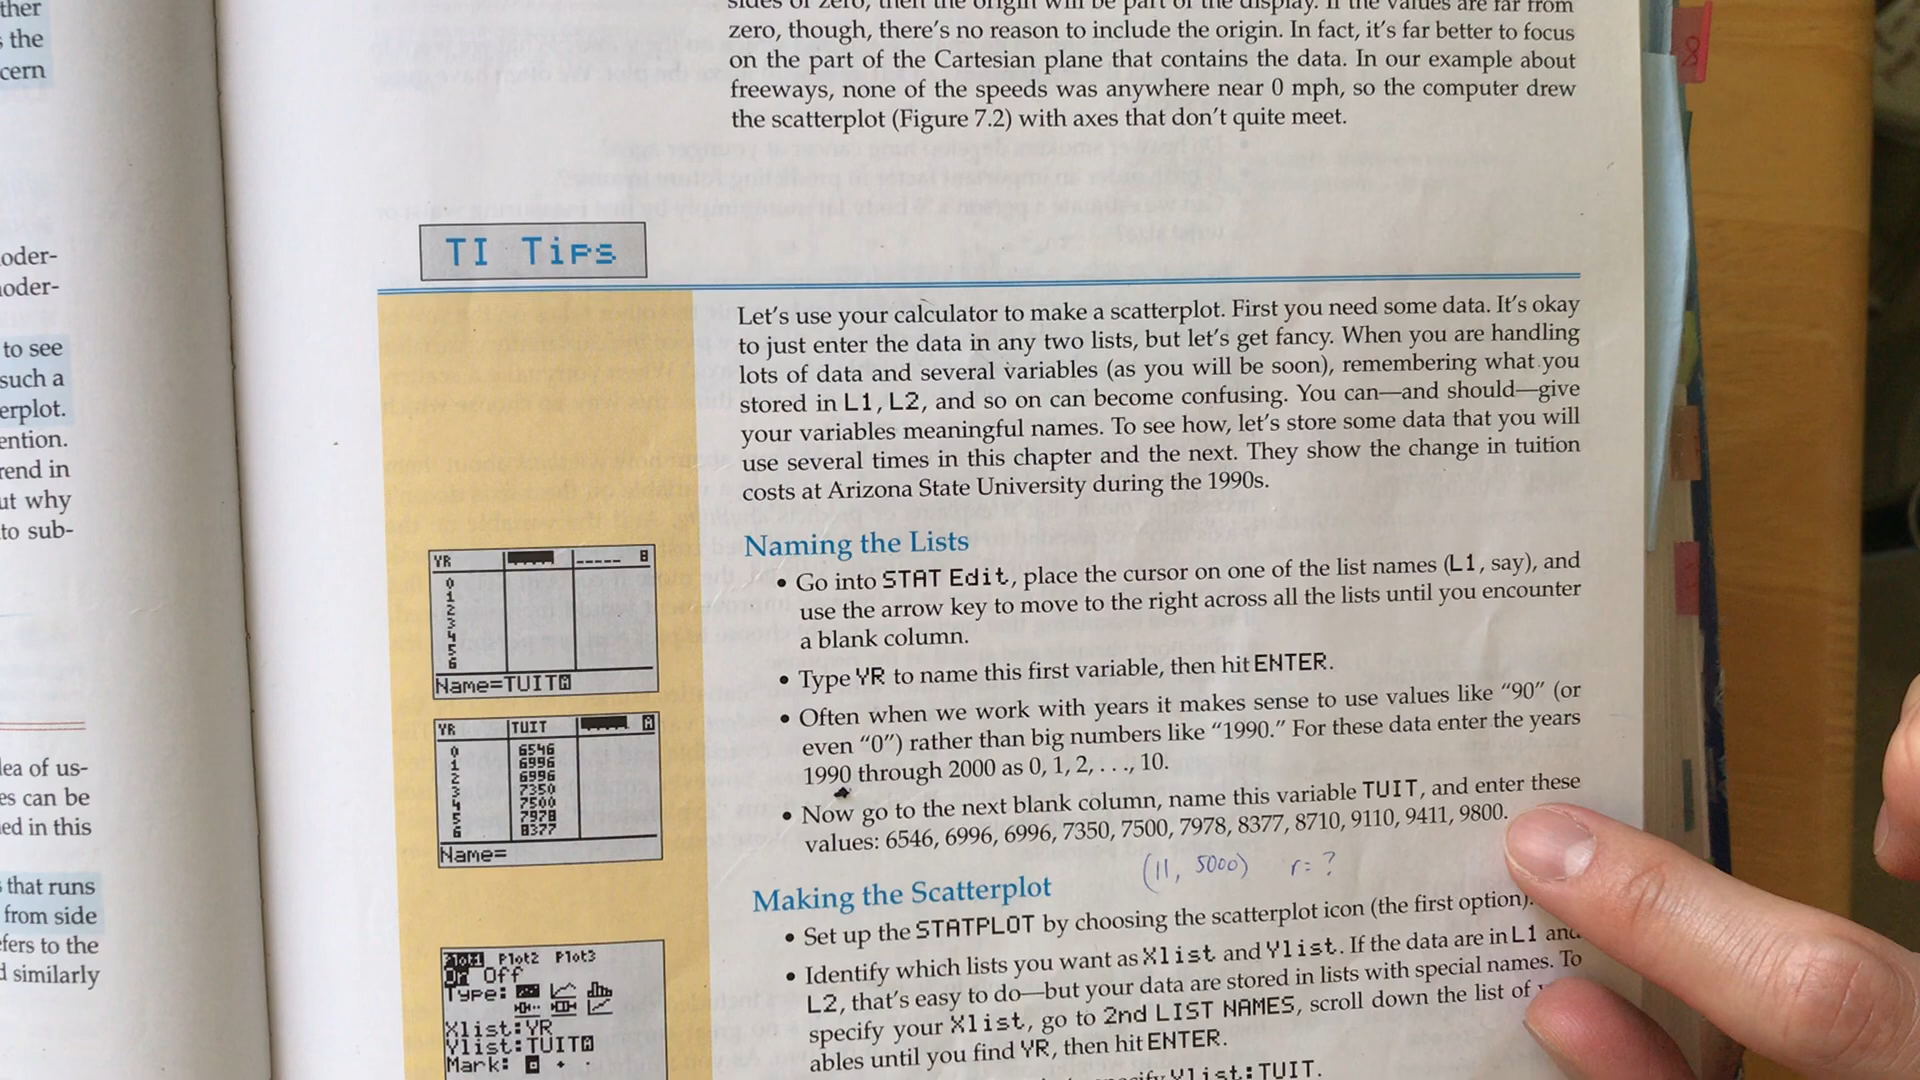 ther
the
cern
oder-
oder-
to see
such a
erplot.
ention.
rend in
ut why
to sub-
lea of us-
es can be
ed in this
that runs
from side
fers to the
d similarly
sides of zero, then the origin will be part of the display. If the values are far from
zero, though, there's no reason to include the origin. In fact, it's far better to focus
on the part of the Cartesian plane that contains the data. In our example about
freeways, none of the speeds was anywhere near 0 mph, so the computer drew
the scatterplot (Figure 7.2) with axes that don't quite meet.
TI Tips
Let's use your calculator to make a scatterplot. First you need some data. It's okay
to just enter the data in any two lists, but let's get fancy. When you are handling
lots of data and several variables (as you will be soon), remembering what you
stored in L1, L2, and so on can become confusing. You can—and should—give
your variables meaningful names. To see how, let's store some data that you will
use several times in this chapter and the next. They show the change in tuition
costs at Arizona State University during the 1990s.
Naming the Lists
• Go into STAT Edit, place the cursor on one of the list names (L1, say), and
use the arrow key to move to the right across all the lists until you encounter
a blank column.
• Type YR to name this first variable, then hit ENTER.
• Often when we work with years it makes sense to use values like "90" (or
even "0") rather than big numbers like "1990." For these data enter the years
1990 through 2000 as 0, 1, 2, . . ., 10.
• Now go to the next blank column, name this variable TUIT, and enter these
values: 6546, 6996, 6996, 7350, 7500, 7978, 8377, 8710, 9110, 9411, 9800.
(11, 5000) r= ?
Making the Scatterplot
• Set up the STATPLOT by choosing the scatterplot icon (the first option).
• Identify which lists you want as Xlist and Ylist. If the data are in L1 and
L2, that's easy to do—but your data are stored in lists with special names. To
specify your Xlist, go to 2nd LIST NAMES, scroll down the list of
ables until you find YR, then hit ENTER.
Ylist:TUIT.
YR ----- 8
0
1
2
3
4
5
6
Name=TUIT
YR TUIT
0 6546
1 6996
2 6996
3 7350
4 7500
5 7978
6 8377
Name=
Plot1 Plot2 Plot3
On Off
Type:
Xlist:YR
Ylist:TUIT
Mark:
8